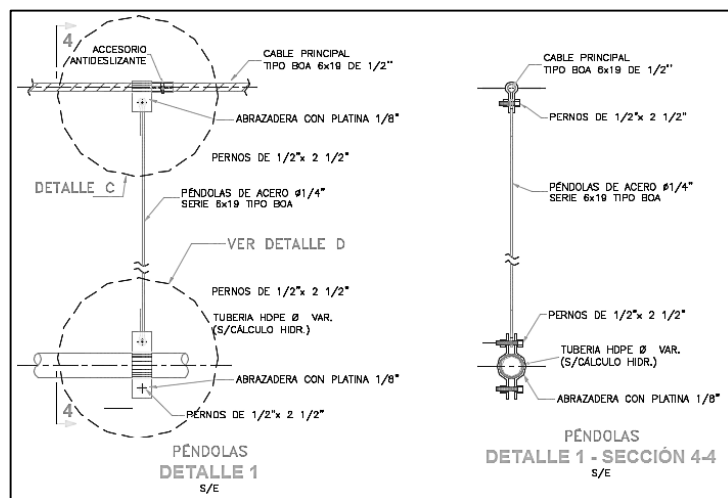 4
ACCESORIO
ANTIDESLIZANTE
CABLE PRINCIPAL
TIPO BOA 6x19 DE 1/2"
ABRAZADERA CON PLATINA 1/8"
PERNOS DE 1/2"x 2 1/2"
DETALLE C
PÉNDOLAS DE ACERO ø1/4"
SERIE 6x19 TIPO BOA
VER DETALLE D
PERNOS DE 1/2"x 2 1/2"
TUBERIA HDPE Ø VAR.
(S/CÁLCULO HIDR.)
ABRAZADERA CON PLATINA 1/8"
4
PERNOS DE 1/2"x 2 1/2"
PÉNDOLAS
DETALLE 1
S/E
CABLE PRINCIPAL
TIPO BOA 6x19 DE 1/2"
PERNOS DE 1/2"x 2 1/2"
PÉNDOLAS DE ACERO ø1/4"
SERIE 6x19 TIPO BOA
PERNOS DE 1/2"x 2 1/2"
TUBERIA HDPE Ø VAR.
(S/CÁLCULO HIDR.)
ABRAZADERA CON PLATINA 1/8"
PÉNDOLAS
DETALLE 1 - SECCIÓN 4-4
S/E